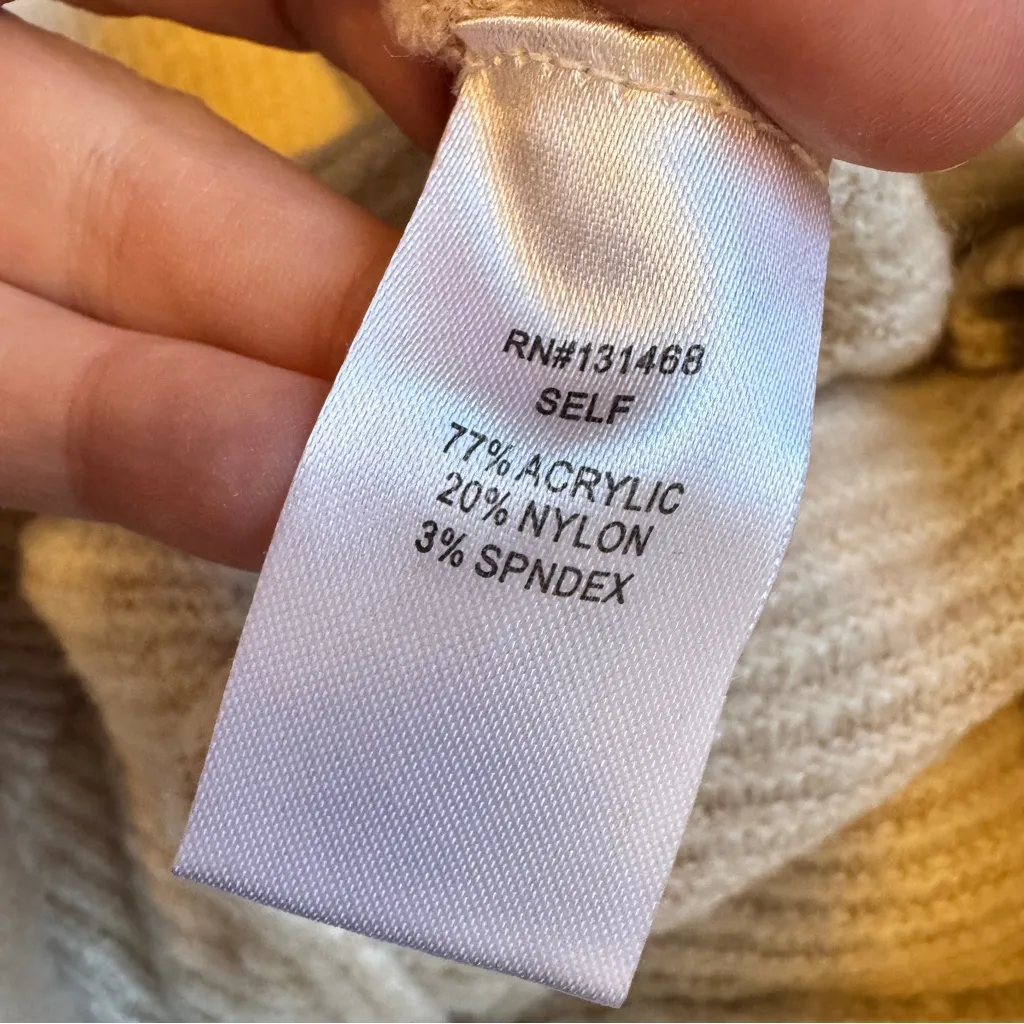 RN#131468
SELF
77% ACRYLIC
20% NYLON
3% SPNDEX